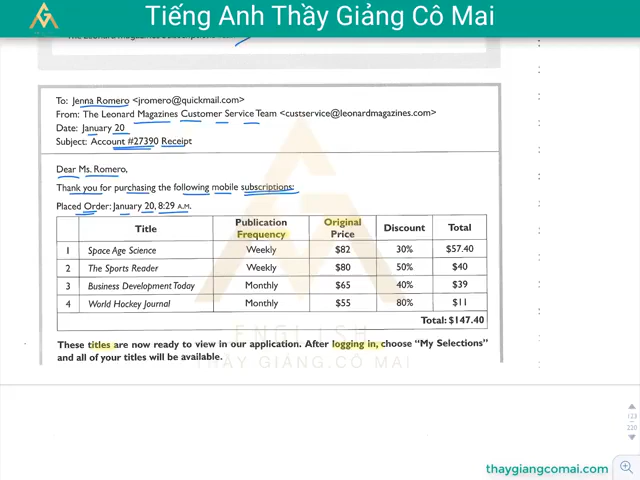 Tiếng Anh Thầy Giảng Cô Mai
To: Jenna Romero <jromero@quickmail.com>
From: The Leonard Magazines Customer Service Team <custservice@leonardmagazines.com>
Date: January 20
Subject: Account #27390 Receipt
Dear Ms. Romero,
Thank you for purchasing the following mobile subscriptions:
Placed Order: January 20, 8:29 A.M.
Title Publication Frequency Original Price Discount Total
1 Space Age Science Weekly $82 30% $57.40
2 The Sports Reader Weekly $80 50% $40
3 Business Development Today Monthly $65 40% $39
4 World Hockey Journal Monthly $55 80% $11
Total: $147.40
ENGLISH
These titles are now ready to view in our application. After logging in, choose "My Selections"
and all of your titles will be available.
THẦY GIẢNG.CÔ MAI
123
220
thaygiangcomai.com